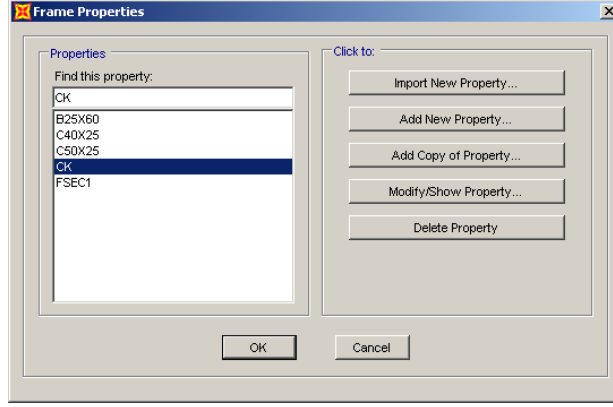 Frame Properties
Properties
Find this property:
CK
B25X60
C40X25
C50X25
CK
FSEC1
Click to:
Import New Property...
Add New Property...
Add Copy of Property...
Modify/Show Property...
Delete Property
OK
Cancel